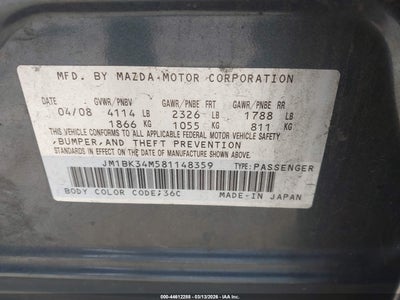 MFD. BY MAZDA MOTOR CORPORATION
GVWR/PNBV GAWR/PNBE FRT GAWR/PNBE RR
04/08 4114 LB 2326 LB 1788 LB
1866 KG 1055 KG 811 KG
THIS VEHICLE CONFORMS TO ALL APPLICABLE FEDERAL MOTOR VEHICLE SAFETY
,BUMPER,AND THEFT PREVENTION
STANDARDS IN EFFECT ON THE DATE OF MANUFACTURE SHOWN ABOVE.
JM1BK34M581148359 TYPE:PASSENGER
BODY COLOR CODE;36C MADE IN JAPAN
000-44612288 - 03/13/2026 - IAAI.com